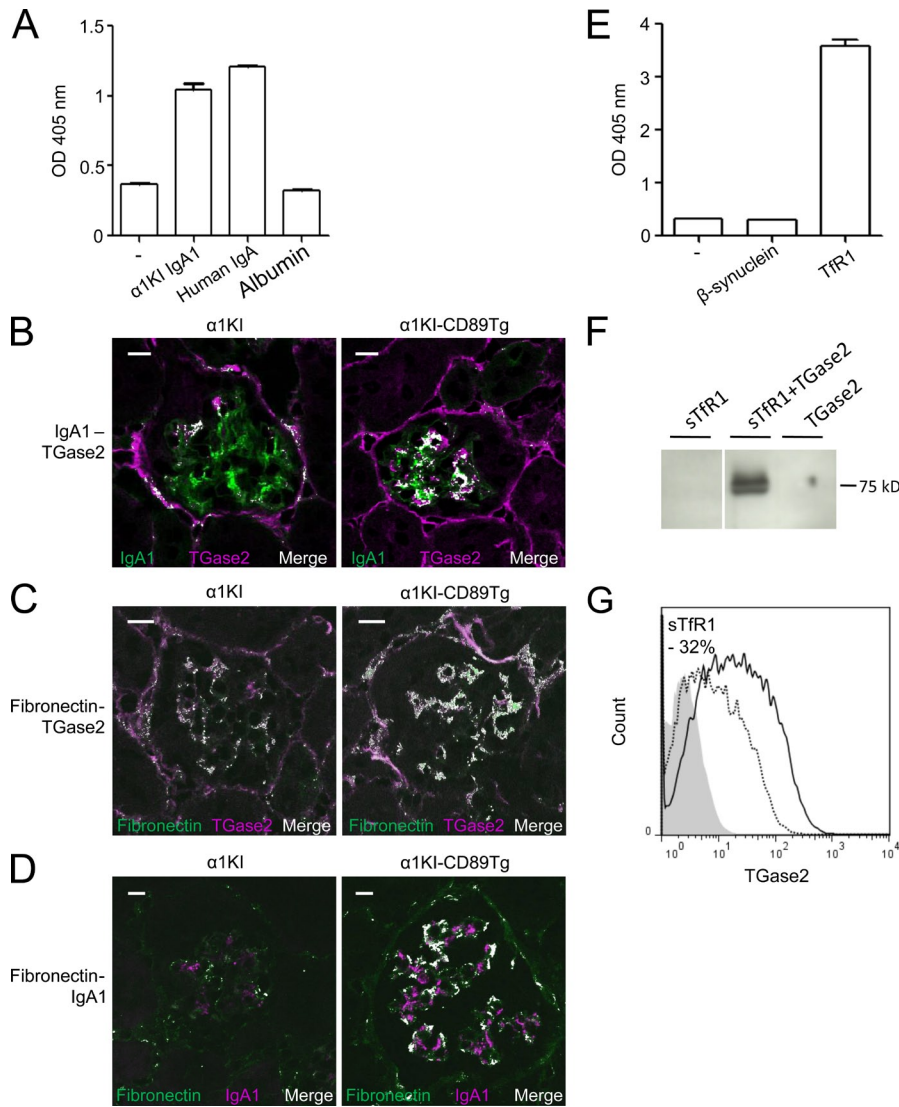 A
OD 405 nm
1.5
1
0.5
0
-
α1KI IgA1
Human IgA
Albumin
E
OD 405 nm
4
3
2
1
0
-
β-synuclein
TfR1
B
α1KI
α1KI-CD89Tg
IgA1 –
TGase2
IgA1 TGase2 Merge
IgA1 TGase2 Merge
F
sTfR1
sTfR1+TGase2
TGase2
75 kD
C
α1KI
α1KI-CD89Tg
Fibronectin-
TGase2
Fibronectin TGase2 Merge
Fibronectin TGase2 Merge
G
sTfR1
- 32%
Count
0
10⁰ 10¹ 10² 10³ 10⁴
TGase2
D
α1KI
α1KI-CD89Tg
Fibronectin-
IgA1
Fibronectin IgA1 Merge
Fibronectin IgA1 Merge